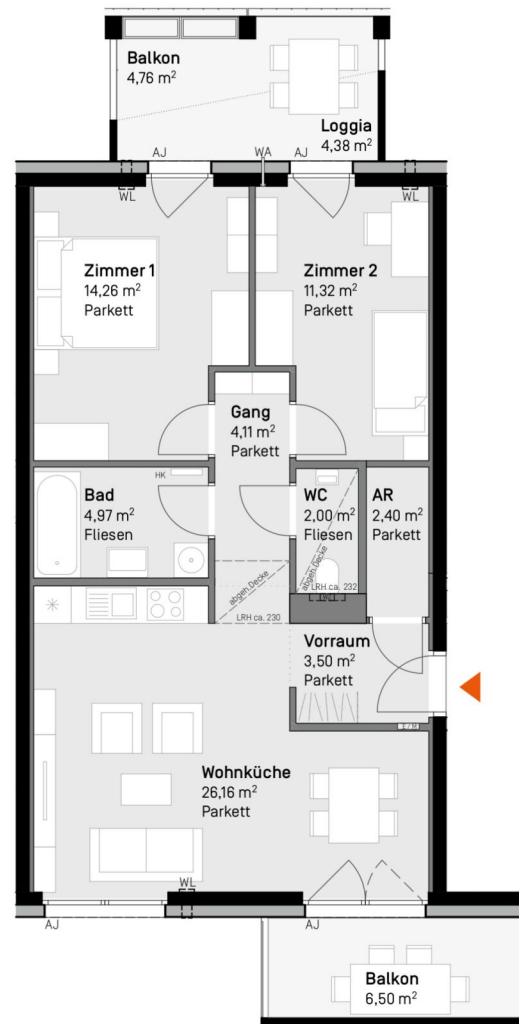 Balkon
4,76 m²
Loggia
4,38 m²
AJ
WA
AJ
WL
WL
Zimmer 1
14,26 m²
Parkett
Zimmer 2
11,32 m²
Parkett
Gang
4,11 m²
Parkett
HK
Bad
4,97 m²
Fliesen
WC
2,00 m²
Fliesen
AR
2,40 m²
Parkett
abgeh.Decke
LRH ca. 230
abgeh.Decke
LRH ca. 232
Vorraum
3,50 m²
Parkett
Wohnküche
26,16 m²
Parkett
WL
AJ
AJ
Balkon
6,50 m²